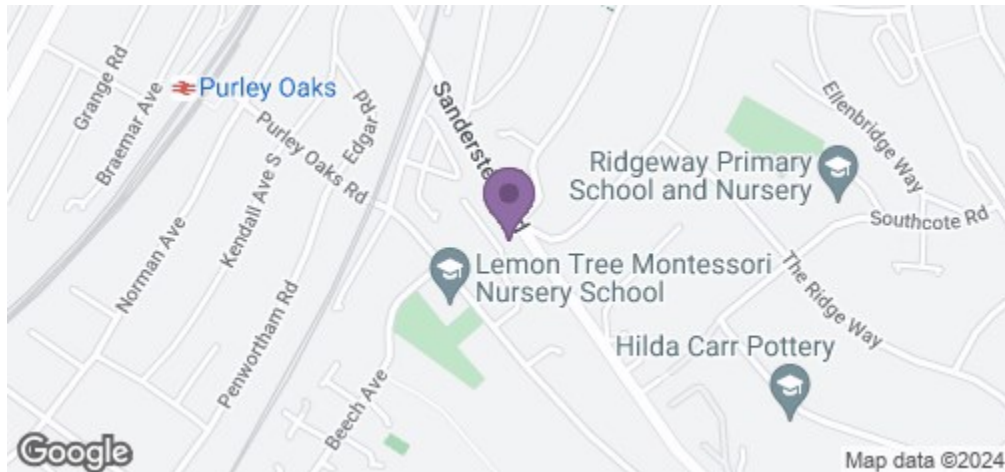 Grange Rd
Braemar Ave
Purley Oaks
Purley Oaks Rd
Edgar Rd
Kendall Ave S
Norman Ave
Penwortham Rd
Beech Ave
Ridgeway Primary
School and Nursery
Ellenbridge Way
Southcote Rd
The Ridge Way
Lemon Tree Montessori
Nursery School
Hilda Carr Pottery
Google
Map data ©2024